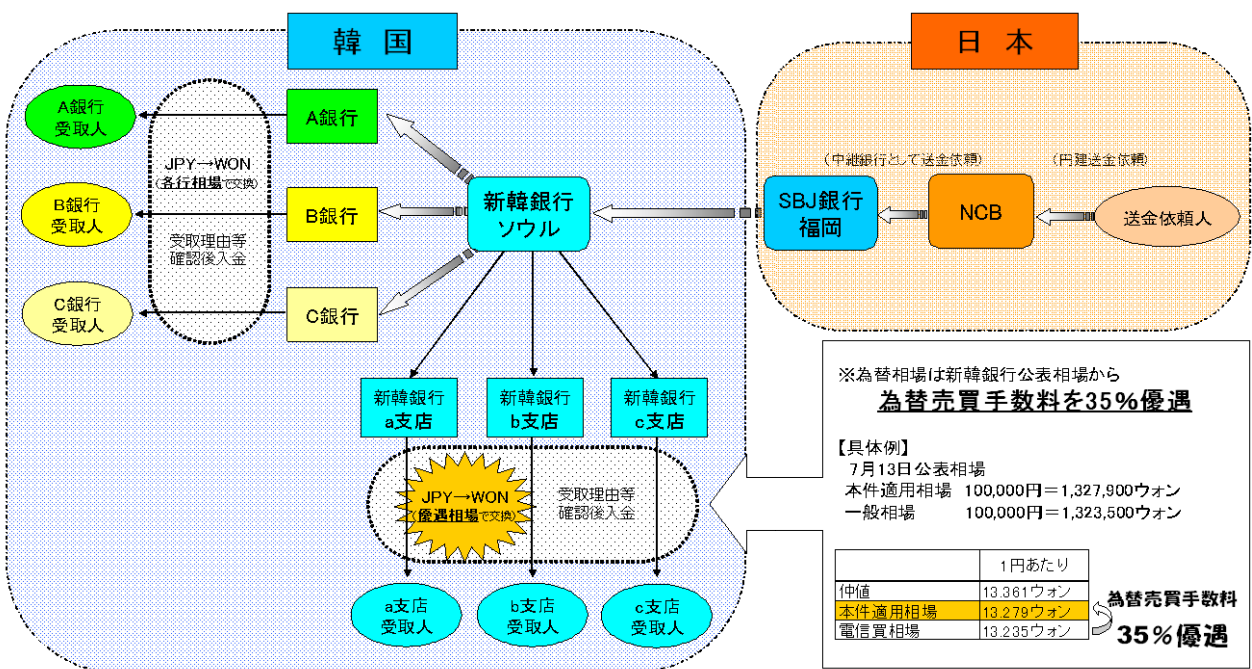 韓 国
日 本
A銀行
受取人
A銀行
JPY→WON
(各行相場で交換)
B銀行
受取人
B銀行
受取理由等
確認後入金
C銀行
受取人
C銀行
新韓銀行
ソウル
(中継銀行として送金依頼)
(円建送金依頼)
SBJ銀行
福岡
NCB
送金依頼人
新韓銀行
a支店
新韓銀行
b支店
新韓銀行
c支店
JPY→WON
(優遇相場で交換)
受取理由等
確認後入金
a支店
受取人
b支店
受取人
c支店
受取人
※為替相場は新韓銀行公表相場から
為替売買手数料を35%優遇
【具体例】
7月13日公表相場
本件適用相場 100,000円=1,327,900ウォン
一般相場 100,000円=1,323,500ウォン
1円あたり
仲値 13.361ウォン
本件適用相場 13.279ウォン
電信買相場 13.235ウォン
為替売買手数料
35%優遇